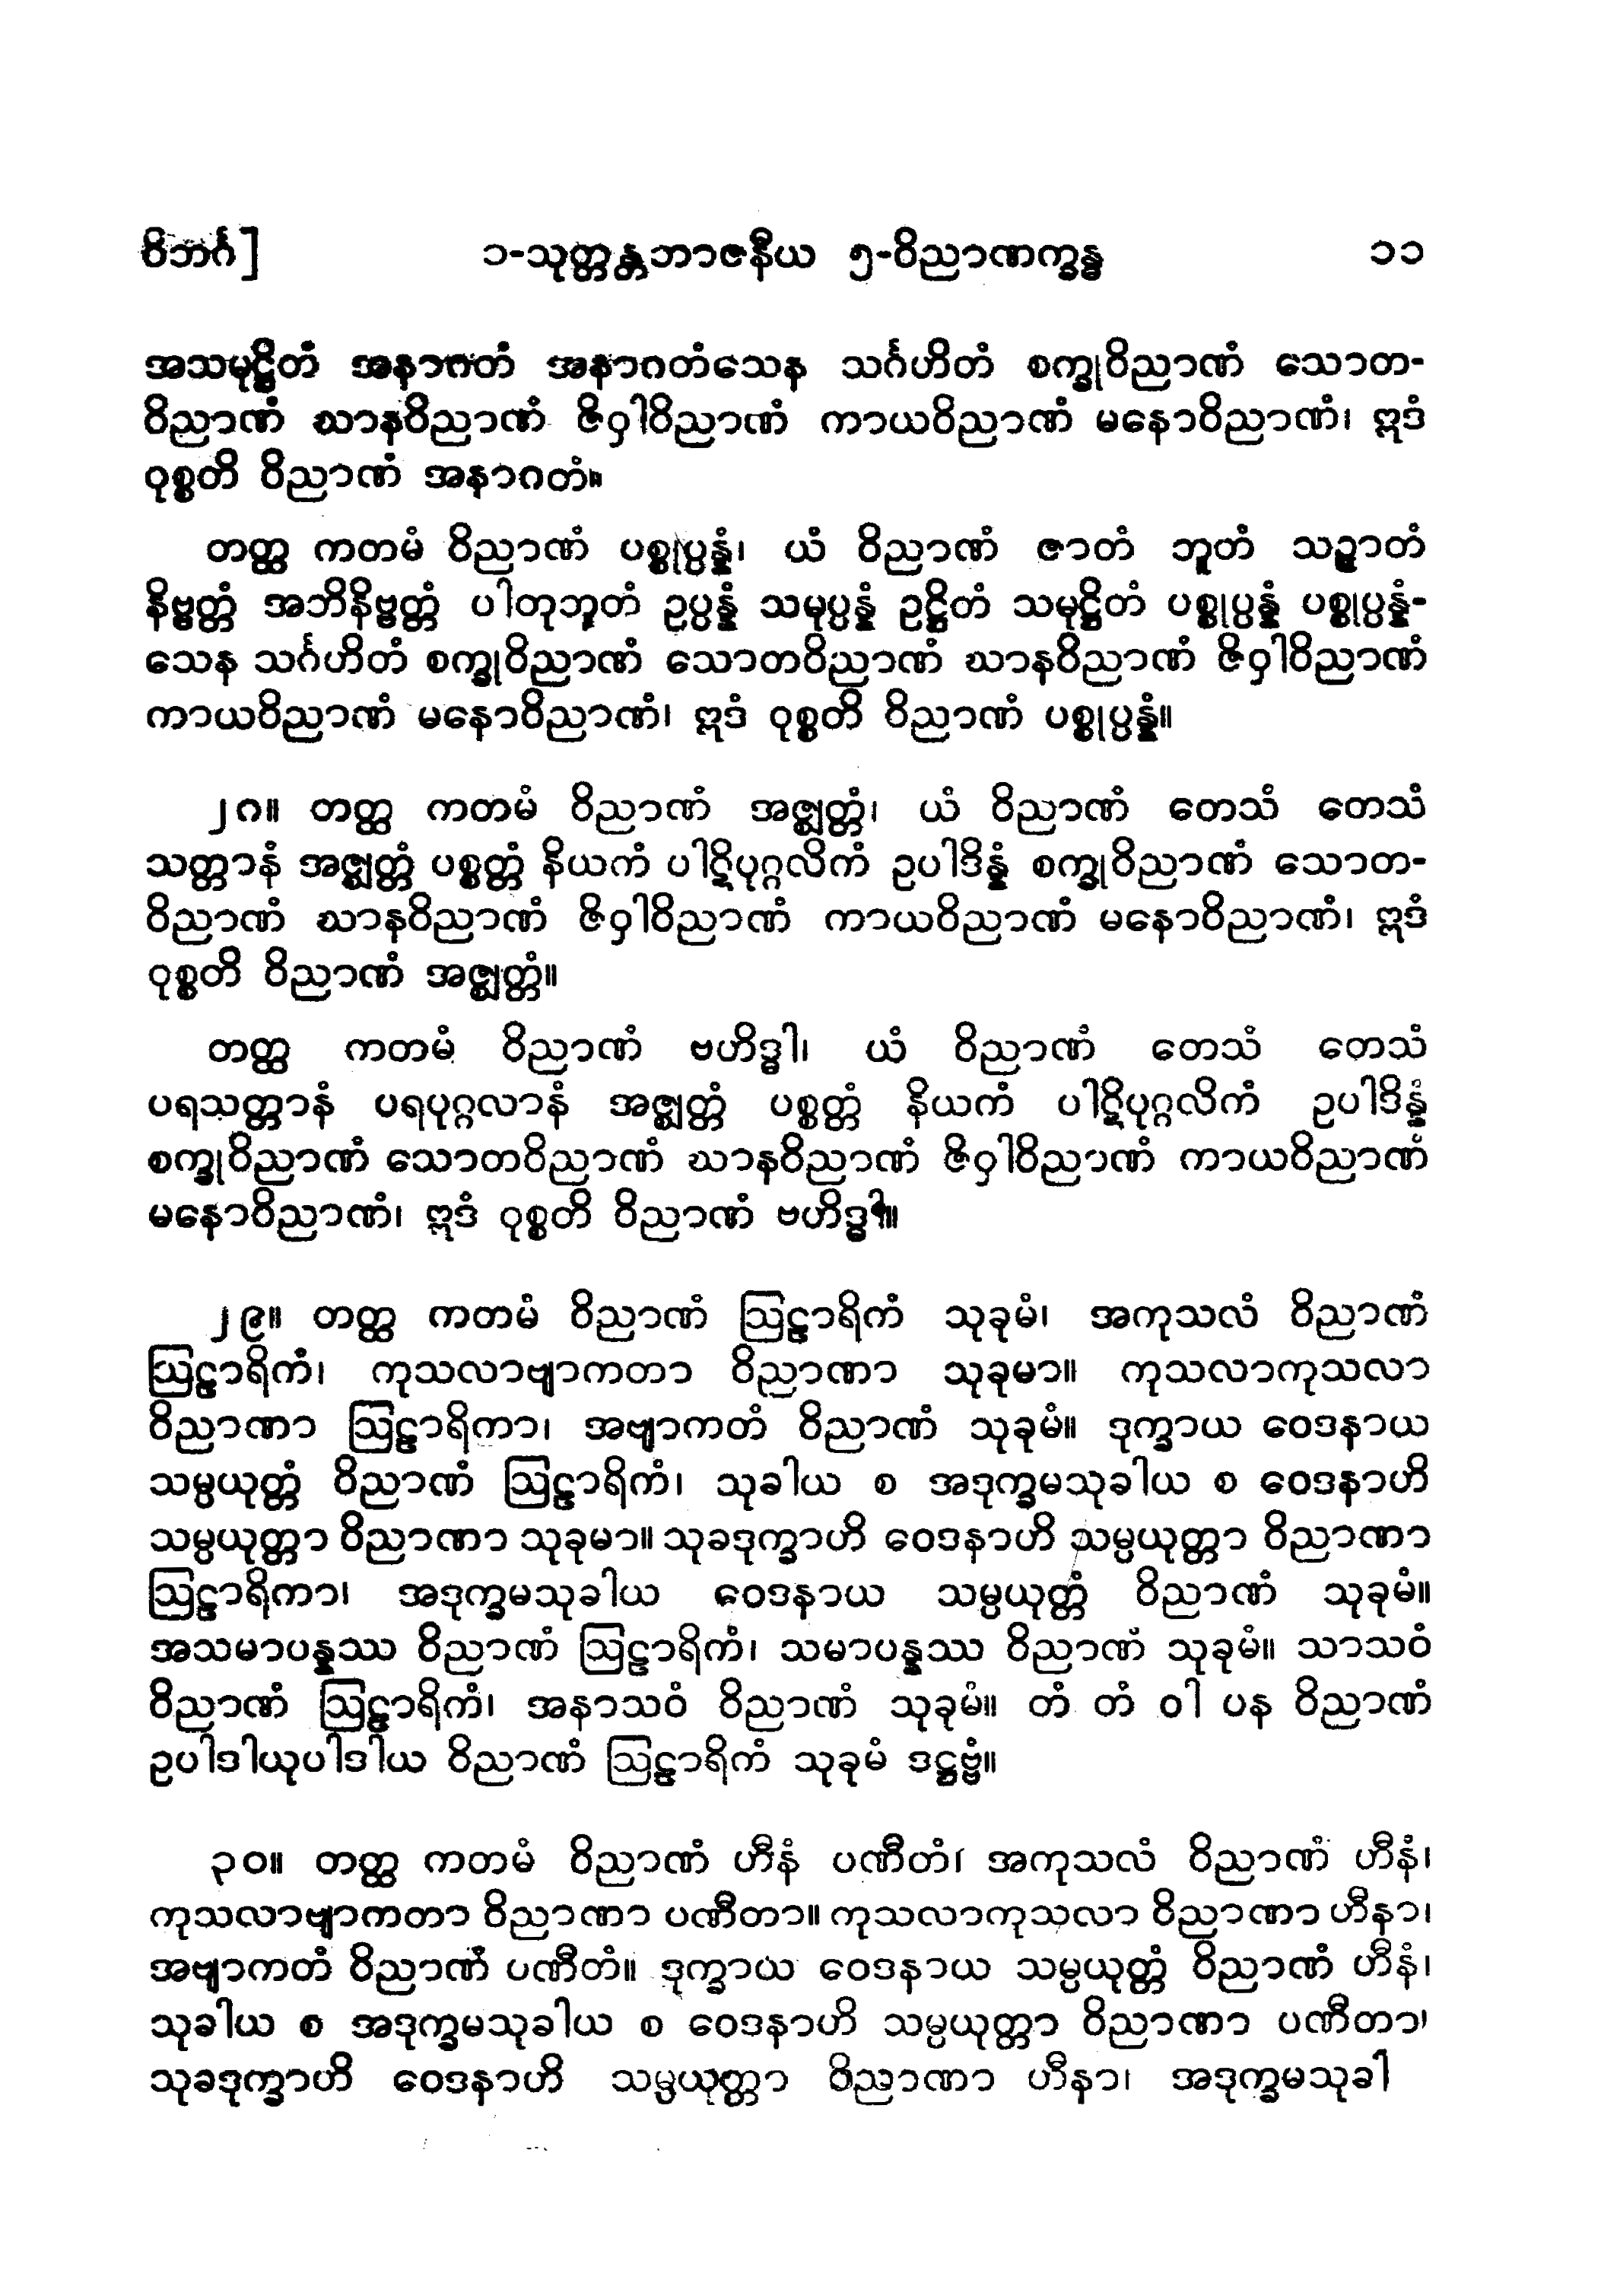 ဝိဘင်္ဂ]
၁-သုတ္တန္တဘာဇနီယ ၅-ဝိညာဏက္ခန္ဓ
၁၁
အသမုဋ္ဌိတံ အနာဂတံ အနာဂတံသေန သင်္ဂဟိတံ စက္ခုဝိညာဏံ သောတ-
ဝိညာဏံ ဃာနဝိညာဏံ ဇိဝှါဝိညာဏံ ကာယဝိညာဏံ မနောဝိညာဏံ၊ ဣဒံ
ဝုစ္စတိ ဝိညာဏံ အနာဂတံ။
တတ္ထ ကတမံ ဝိညာဏံ ပစ္စုပ္ပန္နံ၊ ယံ ဝိညာဏံ ဇာတံ ဘူတံ သဉ္ဇာတံ
နိဗ္ဗတ္တံ အဘိနိဗ္ဗတ္တံ ပါတုဘူတံ ဥပ္ပန္နံ သမုပ္ပန္နံ ဥဋ္ဌိတံ သမုဋ္ဌိတံ ပစ္စုပ္ပန္နံ ပစ္စုပ္ပန္နံ-
သေန သင်္ဂဟိတံ စက္ခုဝိညာဏံ သောတဝိညာဏံ ဃာနဝိညာဏံ ဇိဝှါဝိညာဏံ
ကာယဝိညာဏံ မနောဝိညာဏံ၊ ဣဒံ ဝုစ္စတိ ဝိညာဏံ ပစ္စုပ္ပန္နံ။
၂၈။ တတ္ထ ကတမံ ဝိညာဏံ အဇ္ဈတ္တံ၊ ယံ ဝိညာဏံ တေသံ တေသံ
သတ္တာနံ အဇ္ဈတ္တံ ပစ္စတ္တံ နိယကံ ပါဋိပုဂ္ဂလိကံ ဥပါဒိန္နံ စက္ခုဝိညာဏံ သောတ-
ဝိညာဏံ ဃာနဝိညာဏံ ဇိဝှါဝိညာဏံ ကာယဝိညာဏံ မနောဝိညာဏံ၊ ဣဒံ
ဝုစ္စတိ ဝိညာဏံ အဇ္ဈတ္တံ။
တတ္ထ ကတမံ ဝိညာဏံ ဗဟိဒ္ဓါ၊ ယံ ဝိညာဏံ တေသံ တေသံ
ပရသတ္တာနံ ပရပုဂ္ဂလာနံ အဇ္ဈတ္တံ ပစ္စတ္တံ နိယကံ ပါဋိပုဂ္ဂလိကံ ဥပါဒိန္နံ
စက္ခုဝိညာဏံ သောတဝိညာဏံ ဃာနဝိညာဏံ ဇိဝှါဝိညာဏံ ကာယဝိညာဏံ
မနောဝိညာဏံ၊ ဣဒံ ဝုစ္စတိ ဝိညာဏံ ဗဟိဒ္ဓါ။
၂၉။ တတ္ထ ကတမံ ဝိညာဏံ ဩဠာရိကံ သုခုမံ၊ အကုသလံ ဝိညာဏံ
ဩဠာရိကံ၊ ကုသလာဗျာကတာ ဝိညာဏာ သုခုမာ။ ကုသလာကုသလာ
ဝိညာဏာ ဩဠာရိကာ၊ အဗျာကတံ ဝိညာဏံ သုခုမံ။ ဒုက္ခာယ ဝေဒနာယ
သမ္ပယုတ္တံ ဝိညာဏံ ဩဠာရိကံ၊ သုခါယ စ အဒုက္ခမသုခါယ စ ဝေဒနာဟိ
သမ္ပယုတ္တာ ဝိညာဏာ သုခုမာ။ သုခဒုက္ခာဟိ ဝေဒနာဟိ သမ္ပယုတ္တာ ဝိညာဏာ
ဩဠာရိကာ၊ အဒုက္ခမသုခါယ ဝေဒနာယ သမ္ပယုတ္တံ ဝိညာဏံ သုခုမံ။
အသမာပန္နဿ ဝိညာဏံ ဩဠာရိကံ၊ သမာပန္နဿ ဝိညာဏံ သုခုမံ။ သာသဝံ
ဝိညာဏံ ဩဠာရိကံ၊ အနာသဝံ ဝိညာဏံ သုခုမံ။ တံ တံ ဝါ ပန ဝိညာဏံ
ဥပါဒါယုပါဒါယ ဝိညာဏံ ဩဠာရိကံ သုခုမံ ဒဋ္ဌဗ္ဗံ။
၃၀။ တတ္ထ ကတမံ ဝိညာဏံ ဟီနံ ပဏီတံ၊ အကုသလံ ဝိညာဏံ ဟီနံ၊
ကုသလာဗျာကတာ ဝိညာဏာ ပဏီတာ။ ကုသလာကုသလာ ဝိညာဏာ ဟီနာ၊
အဗျာကတံ ဝိညာဏံ ပဏီတံ။ ဒုက္ခာယ ဝေဒနာယ သမ္ပယုတ္တံ ဝိညာဏံ ဟီနံ၊
သုခါယ စ အဒုက္ခမသုခါယ စ ဝေဒနာဟိ သမ္ပယုတ္တာ ဝိညာဏာ ပဏီတာ၊
သုခဒုက္ခာဟိ ဝေဒနာဟိ သမ္ပယုတ္တာ ဝိညာဏာ ဟီနာ၊ အဒုက္ခမသုခါ